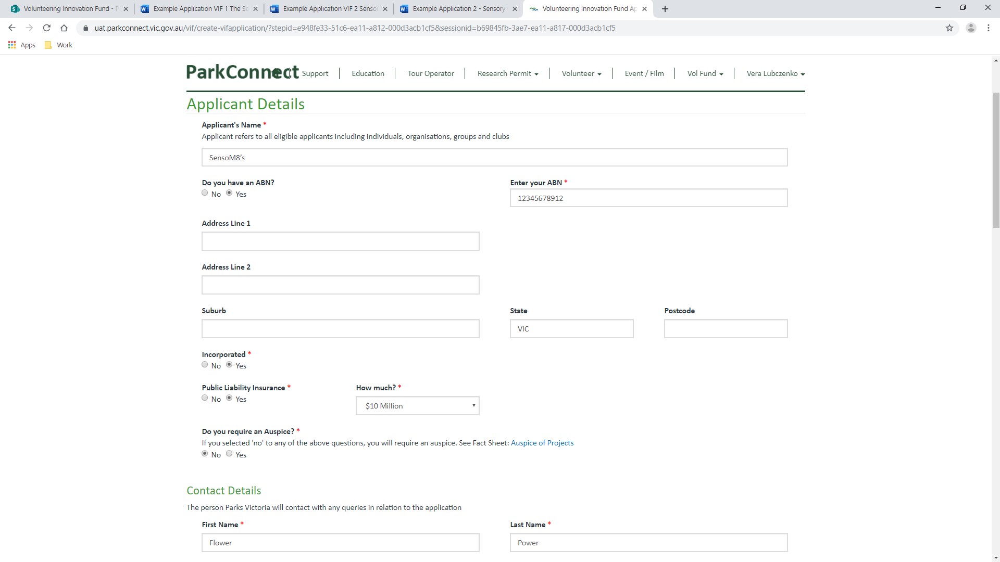 Volunteering Innovation Fund - Example Application VIF 1 The Se Example Application VIF 2 Senso Example Application 2 - Sensory Volunteering Innovation Fund Ap
uat.parkconnect.vic.gov.au/vif/create-vifapplication/?stepid=e948fe33-51c6-ea11-a812-000d3acb1cf5&sessionid=b69845fb-3ae7-ea11-a817-000d3acb1cf5
Apps Work
ParkConnect Support Education Tour Operator Research Permit Volunteer Event / Film Vol Fund Vera Lubczenko
Applicant Details
Applicant's Name *
Applicant refers to all eligible applicants including individuals, organisations, groups and clubs
SensoM8’s
Do you have an ABN? Enter your ABN *
No Yes
12345678912
Address Line 1
Address Line 2
Suburb State Postcode
VIC
Incorporated *
No Yes
Public Liability Insurance * How much? *
No Yes
$10 Million
Do you require an Auspice? *
If you selected 'no' to any of the above questions, you will require an auspice. See Fact Sheet: Auspice of Projects
No Yes
Contact Details
The person Parks Victoria will contact with any queries in relation to the application
First Name * Last Name *
Flower Power